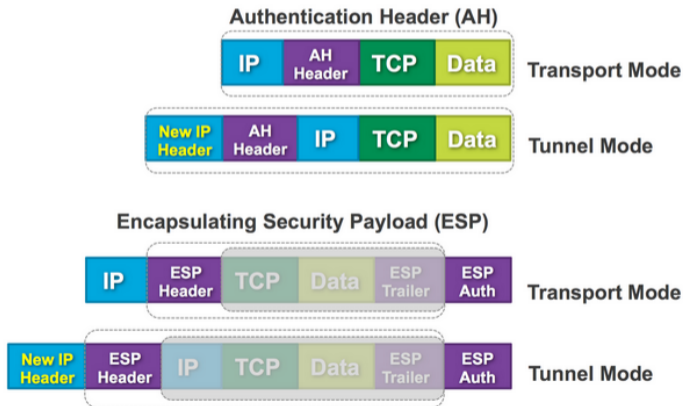 Authentication Header (AH)
IP AH Header TCP Data Transport Mode
New IP Header AH Header IP TCP Data Tunnel Mode
Encapsulating Security Payload (ESP)
IP ESP Header TCP Data ESP Trailer ESP Auth Transport Mode
New IP Header ESP Header IP TCP Data ESP Trailer ESP Auth Tunnel Mode